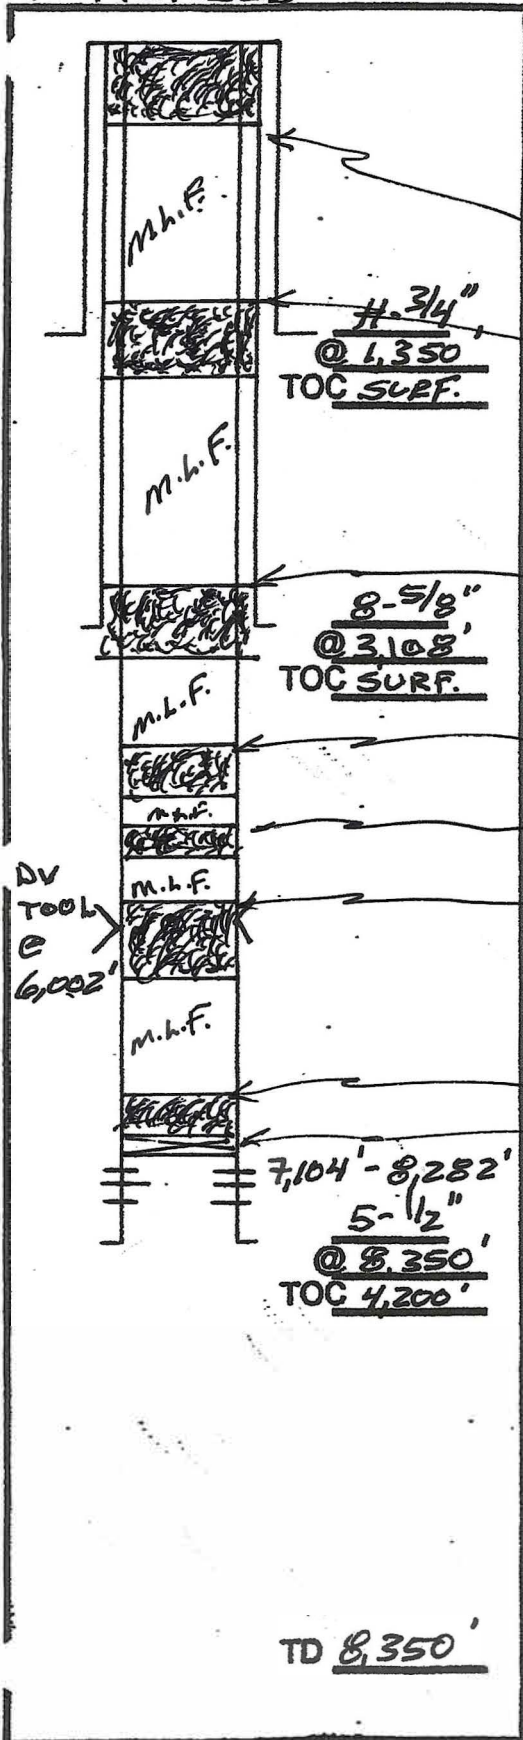 M.L.F.
11-3/4"
@ 1,350'
TOC SURF.
M.L.F.
8-5/8"
@ 3,108'
TOC SURF.
M.L.F.
M.L.F.
M.L.F.
DV
TOOL
@
6,002'
M.L.F.
7,104'-8,282'
5-1/2"
@ 8,350'
TOC 4,200'
TD 8,350'